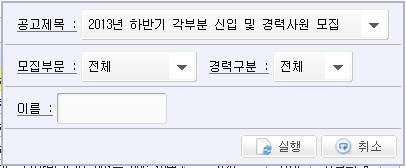 공고제목 : 2013년 하반기 각부분 신입 및 경력사원 모집
모집부문 : 전체 경력구분 : 전체
이름 :
실행 취소